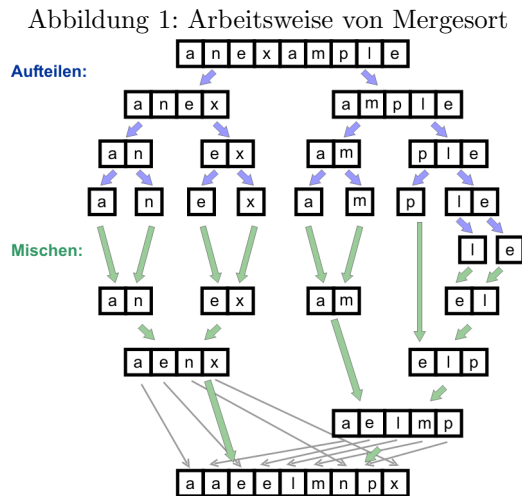 Abbildung 1: Arbeitsweise von Mergesort
a n e x a m p l e
Aufteilen:
a n e x a m p l e
a n e x a m p l e
a n e x a m p l e
Mischen: l e
a n e x a m e l
a e n x e l p
a e l m p
a a e e l m n p x